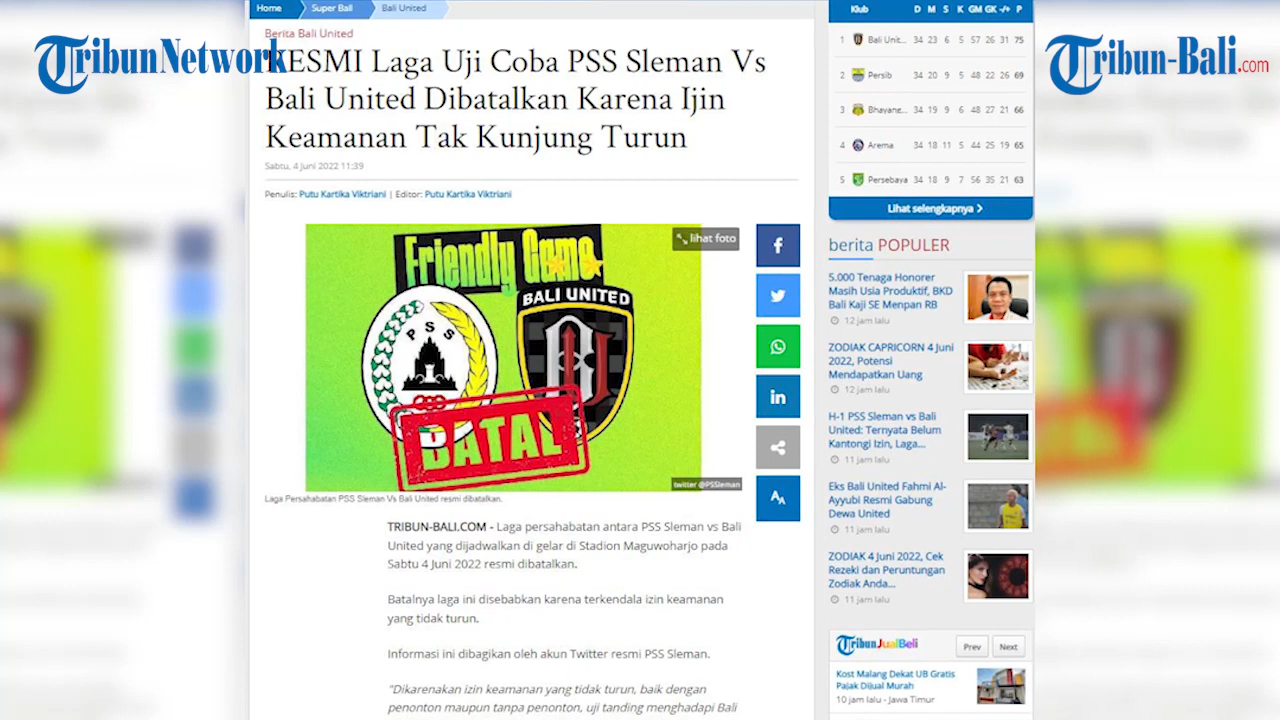 Home Super Ball Bali United
TribunNetwork
Tribun-Bali.com
Berita Bali United
RESMI Laga Uji Coba PSS Sleman Vs
Bali United Dibatalkan Karena Ijin
Keamanan Tak Kunjung Turun
Sabtu, 4 Juni 2022 11:39
Penulis: Putu Kartika Viktriani | Editor: Putu Kartika Viktriani
lihat foto
Friendly Game
PSS
BALI UNITED
BATAL
twitter @PSSleman
Laga Persahabatan PSS Sleman Vs Bali United resmi dibatalkan.
TRIBUN-BALI.COM - Laga persahabatan antara PSS Sleman vs Bali
United yang dijadwalkan di gelar di Stadion Maguwoharjo pada
Sabtu 4 Juni 2022 resmi dibatalkan.
Batalnya laga ini disebabkan karena terkendala izin keamanan
yang tidak turun.
Informasi ini dibagikan oleh akun Twitter resmi PSS Sleman.
"Dikarenakan izin keamanan yang tidak turun, baik dengan
penonton maupun tanpa penonton, uji tanding menghadapi Bali
Klub D M S K GM GK -/+ P
1 Bali Unit... 34 23 6 5 57 26 31 75
2 Persib 34 20 9 5 48 22 26 69
3 Bhayane... 34 19 9 6 48 27 21 66
4 Arema 34 18 11 5 44 25 19 65
5 Persebaya 34 18 9 7 56 35 21 63
Lihat selengkapnya
berita POPULER
5.000 Tenaga Honorer
Masih Usia Produktif, BKD
Bali Kaji SE Menpan RB
12 jam lalu
ZODIAK CAPRICORN 4 Juni
2022, Potensi
Mendapatkan Uang
12 jam lalu
H-1 PSS Sleman vs Bali
United: Ternyata Belum
Kantongi Izin, Laga...
11 jam lalu
Eks Bali United Fahmi Al-
Ayyubi Resmi Gabung
Dewa United
11 jam lalu
ZODIAK 4 Juni 2022, Cek
Rezeki dan Peruntungan
Zodiak Anda...
11 jam lalu
TribunJualBeli
Prev Next
Kost Malang Dekat UB Gratis
Pajak Dijual Murah
10 jam lalu - Jawa Timur